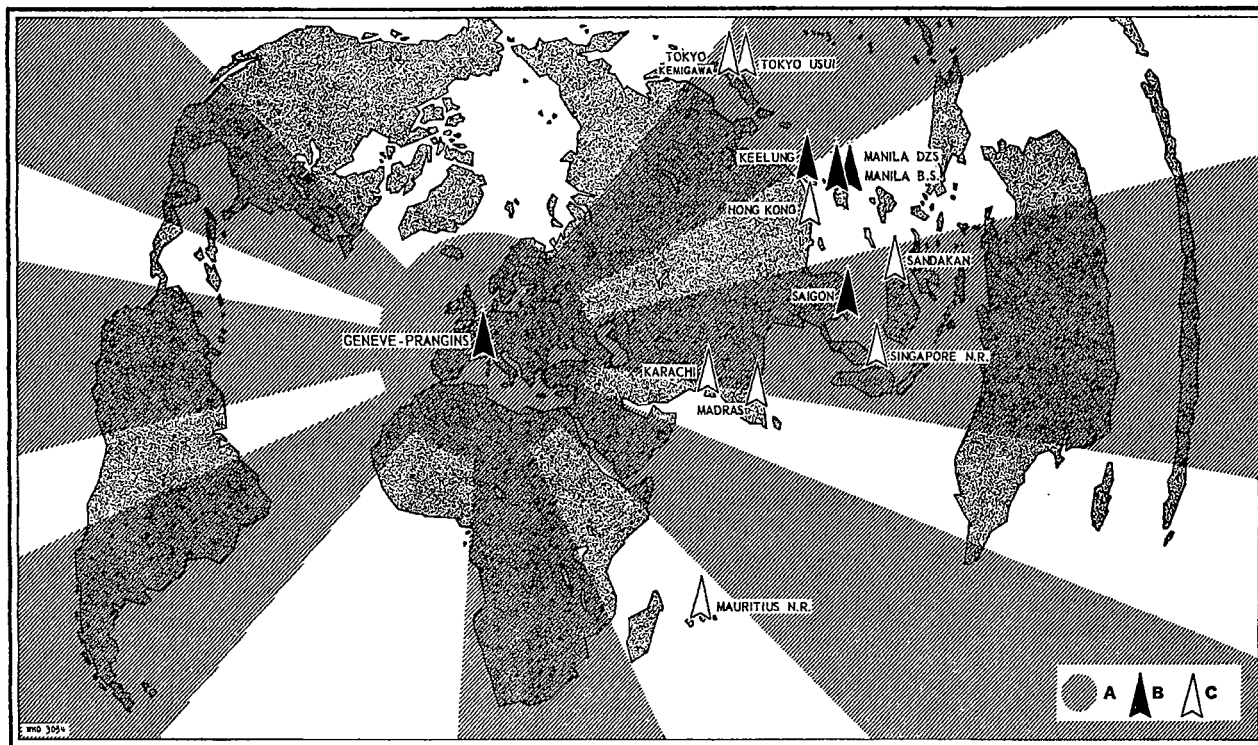 TOKYO
KEMIGAWA
TOKYO USUI
KEELUNG
MANILA DZS
MANILA B.S.
HONG KONG
SANDAKAN
SAIGON
GENEVE-PRANGINS
SINGAPORE N.R.
KARACHI
MADRAS
MAURITIUS N.R.
A B C
WHO 3034